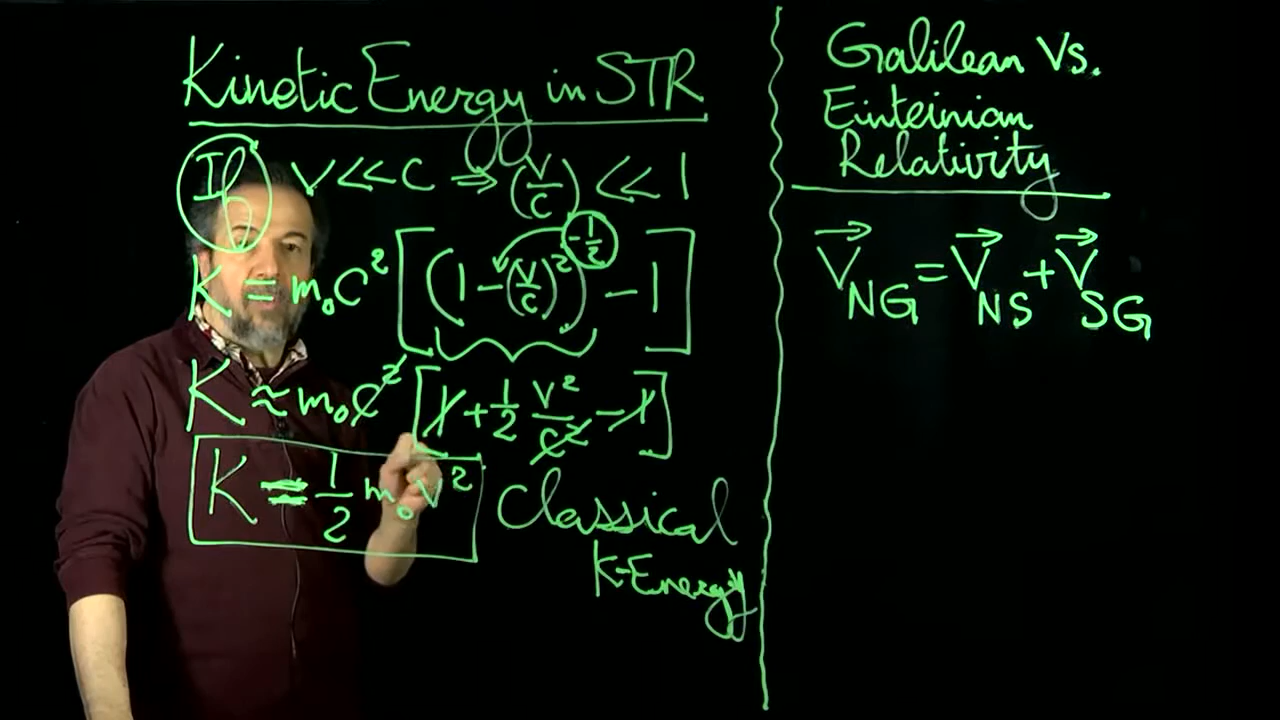 Kinetic Energy in STR
If v << c ⇒ (v/c) << 1
K = m₀c² [(1 - (v/c)²)^(-1/2) - 1]
K ≈ m₀c² [1 + 1/2 v²/c² - 1]
K = 1/2 m₀v²
Classical
K-Energy
Galilean Vs.
Einteinian
Relativity
V⃗NG = V⃗NS + V⃗SG